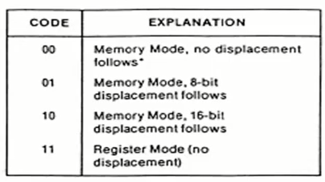 CODE EXPLANATION
00 Memory Mode, no displacement
follows*
01 Memory Mode, 8-bit
displacement follows
10 Memory Mode, 16-bit
displacement follows
11 Register Mode (no
displacement)